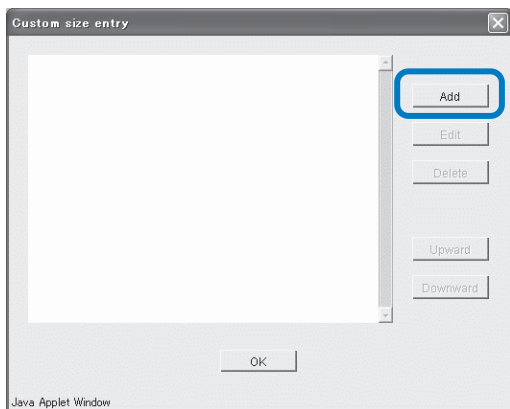 Custom size entry
Add
Edit
Delete
Upward
Downward
OK
Java Applet Window